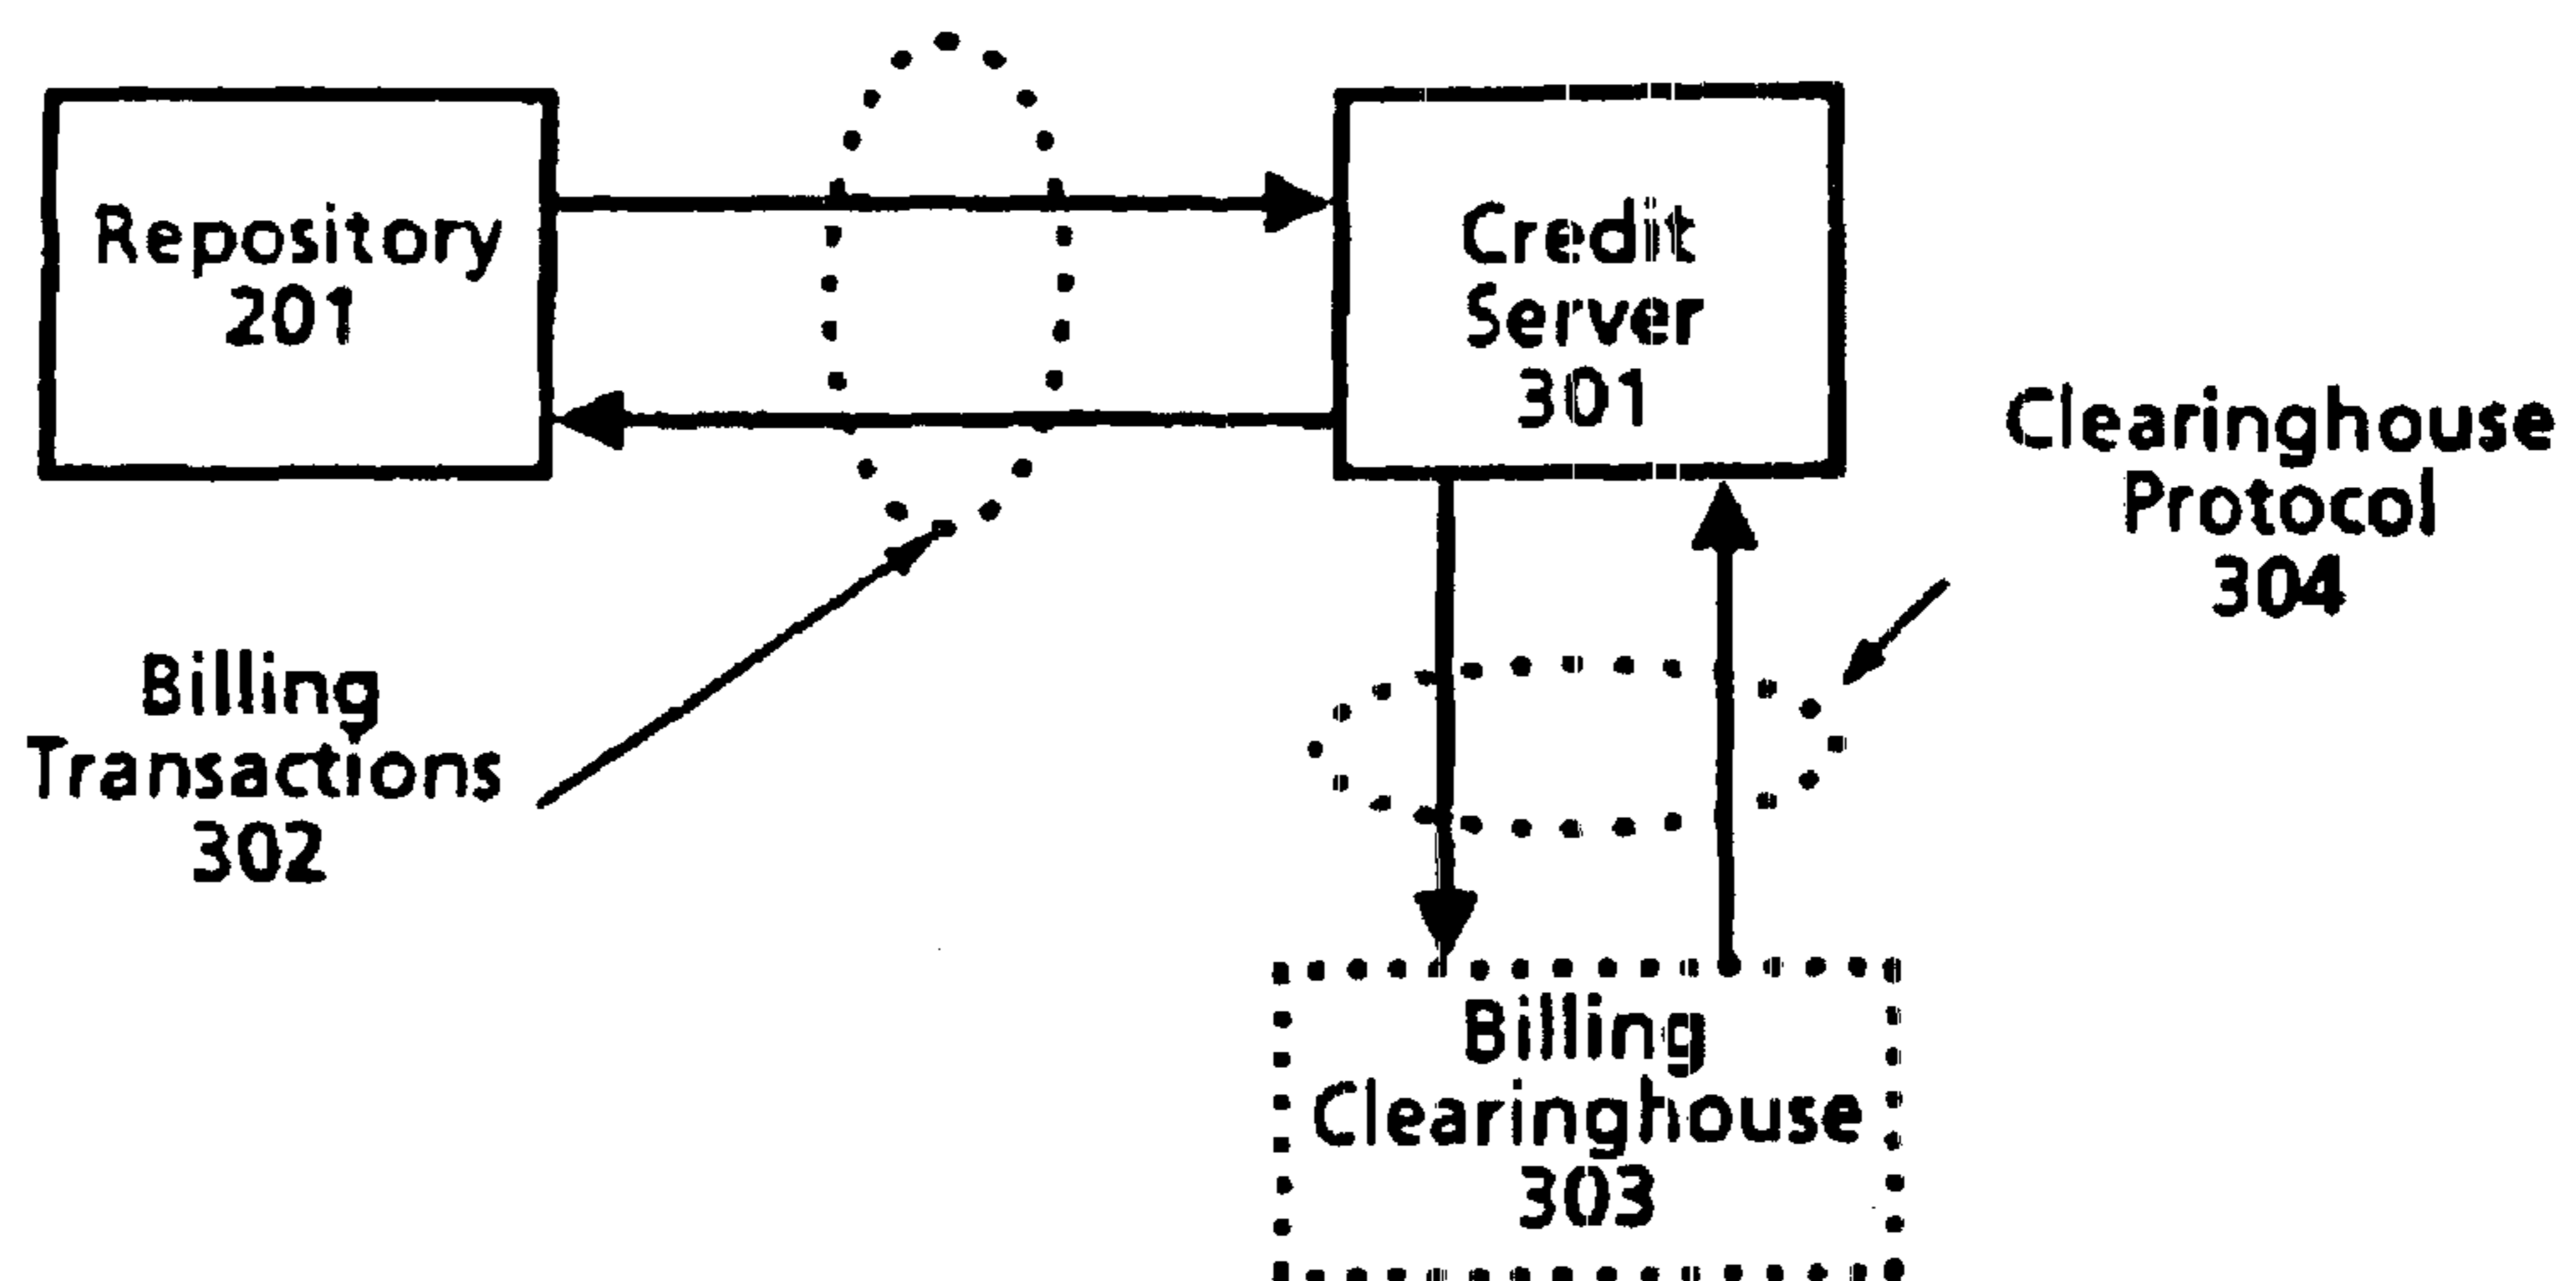 Repository
201
Credit
Server
301
Clearinghouse
Protocol
304
Billing
Transactions
302
Billing
Clearinghouse
303